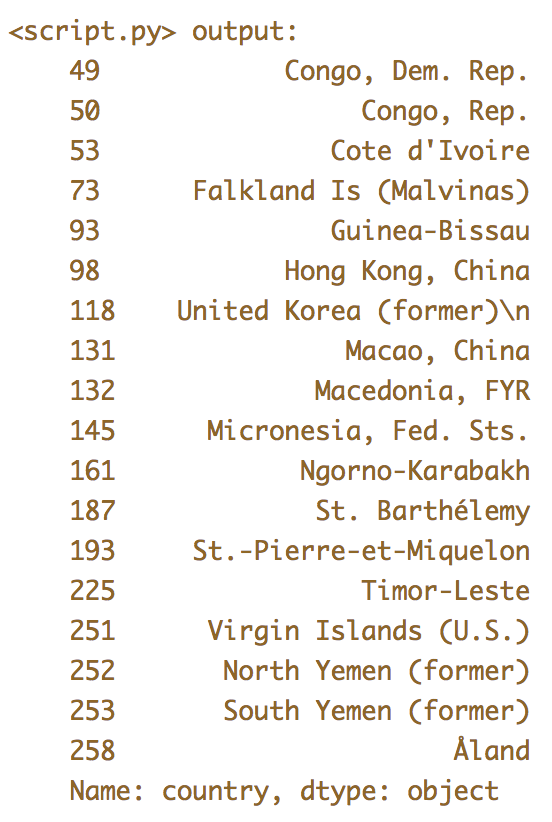 <script.py> output:
49 Congo, Dem. Rep.
50 Congo, Rep.
53 Cote d'Ivoire
73 Falkland Is (Malvinas)
93 Guinea-Bissau
98 Hong Kong, China
118 United Korea (former)\n
131 Macao, China
132 Macedonia, FYR
145 Micronesia, Fed. Sts.
161 Ngorno-Karabakh
187 St. Barthélemy
193 St.-Pierre-et-Miquelon
225 Timor-Leste
251 Virgin Islands (U.S.)
252 North Yemen (former)
253 South Yemen (former)
258 Åland
Name: country, dtype: object